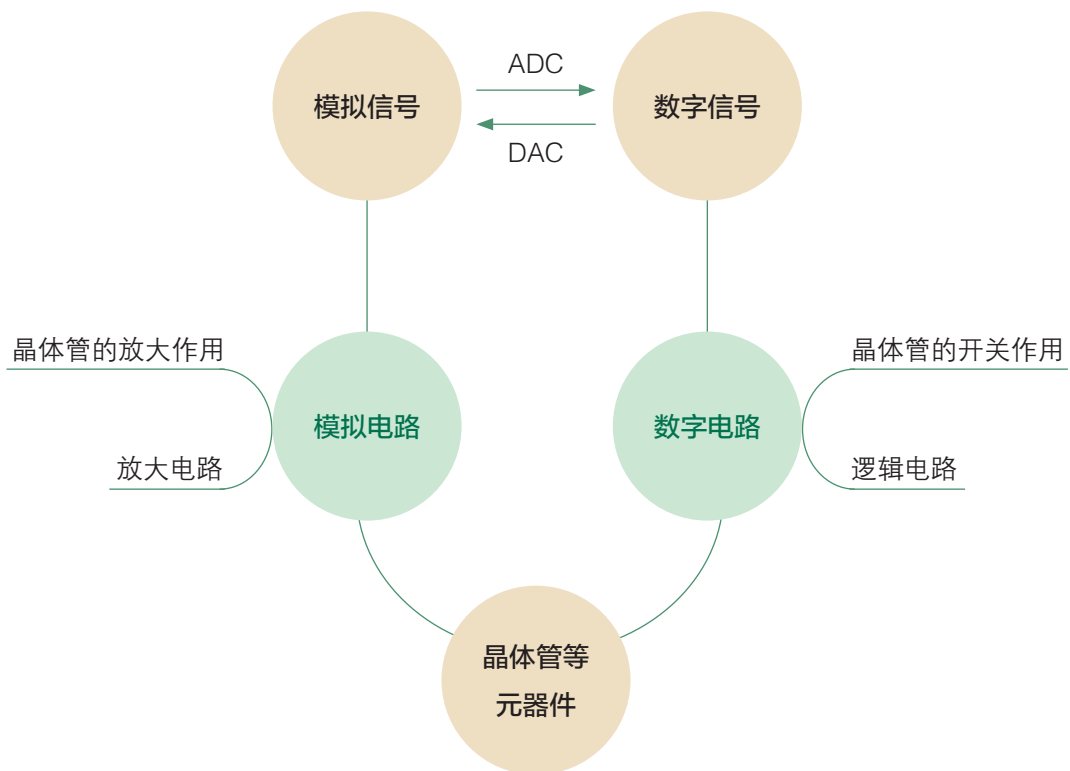 ADC
模拟信号
数字信号
DAC
晶体管的放大作用
晶体管的开关作用
模拟电路
数字电路
放大电路
逻辑电路
晶体管等
元器件